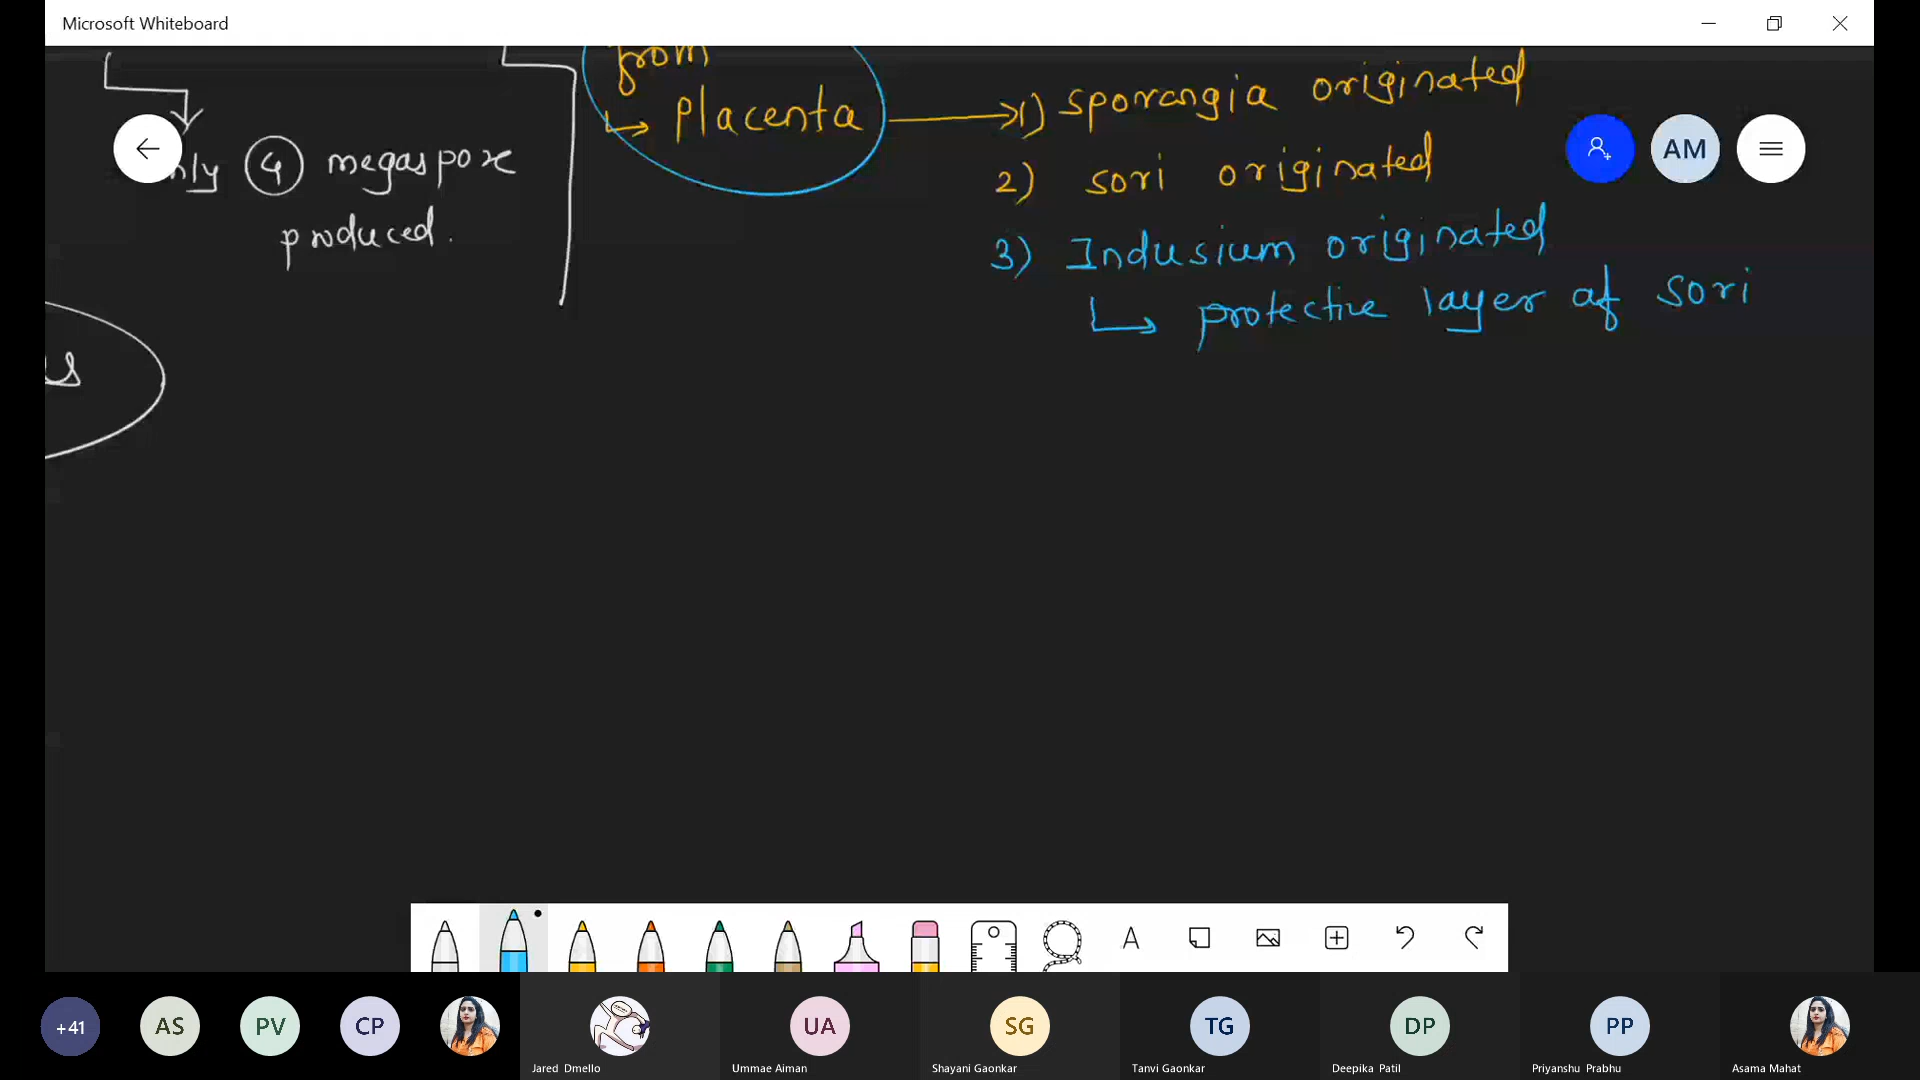 Microsoft Whiteboard
from
Placenta
1) Sporangia originated
2) sori originated
3) Indusium originated
protective layer of sori
4 megaspore
produced.
AM
A
+41
AS
PV
CP
UA
SG
TG
DP
PP
Jared Dmello
Ummae Aiman
Shayani Gaonkar
Tanvi Gaonkar
Deepika Patil
Priyanshu Prabhu
Asama Mahat